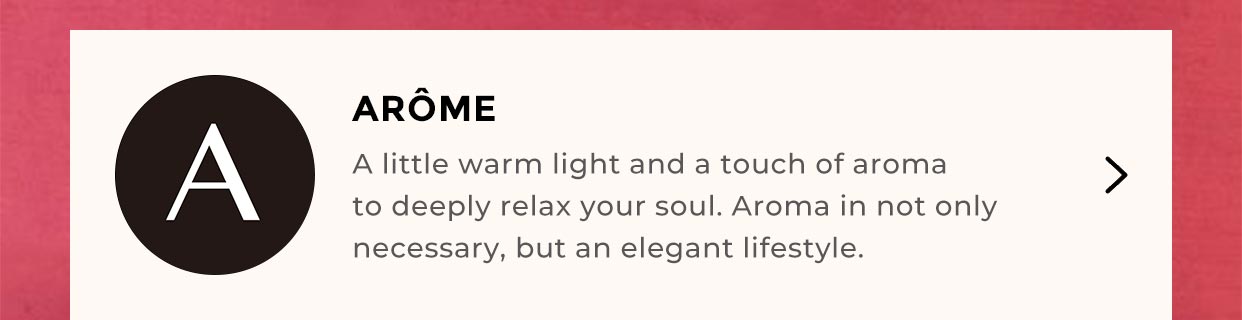 A
ARÔME
A little warm light and a touch of aroma
to deeply relax your soul. Aroma in not only
necessary, but an elegant lifestyle.